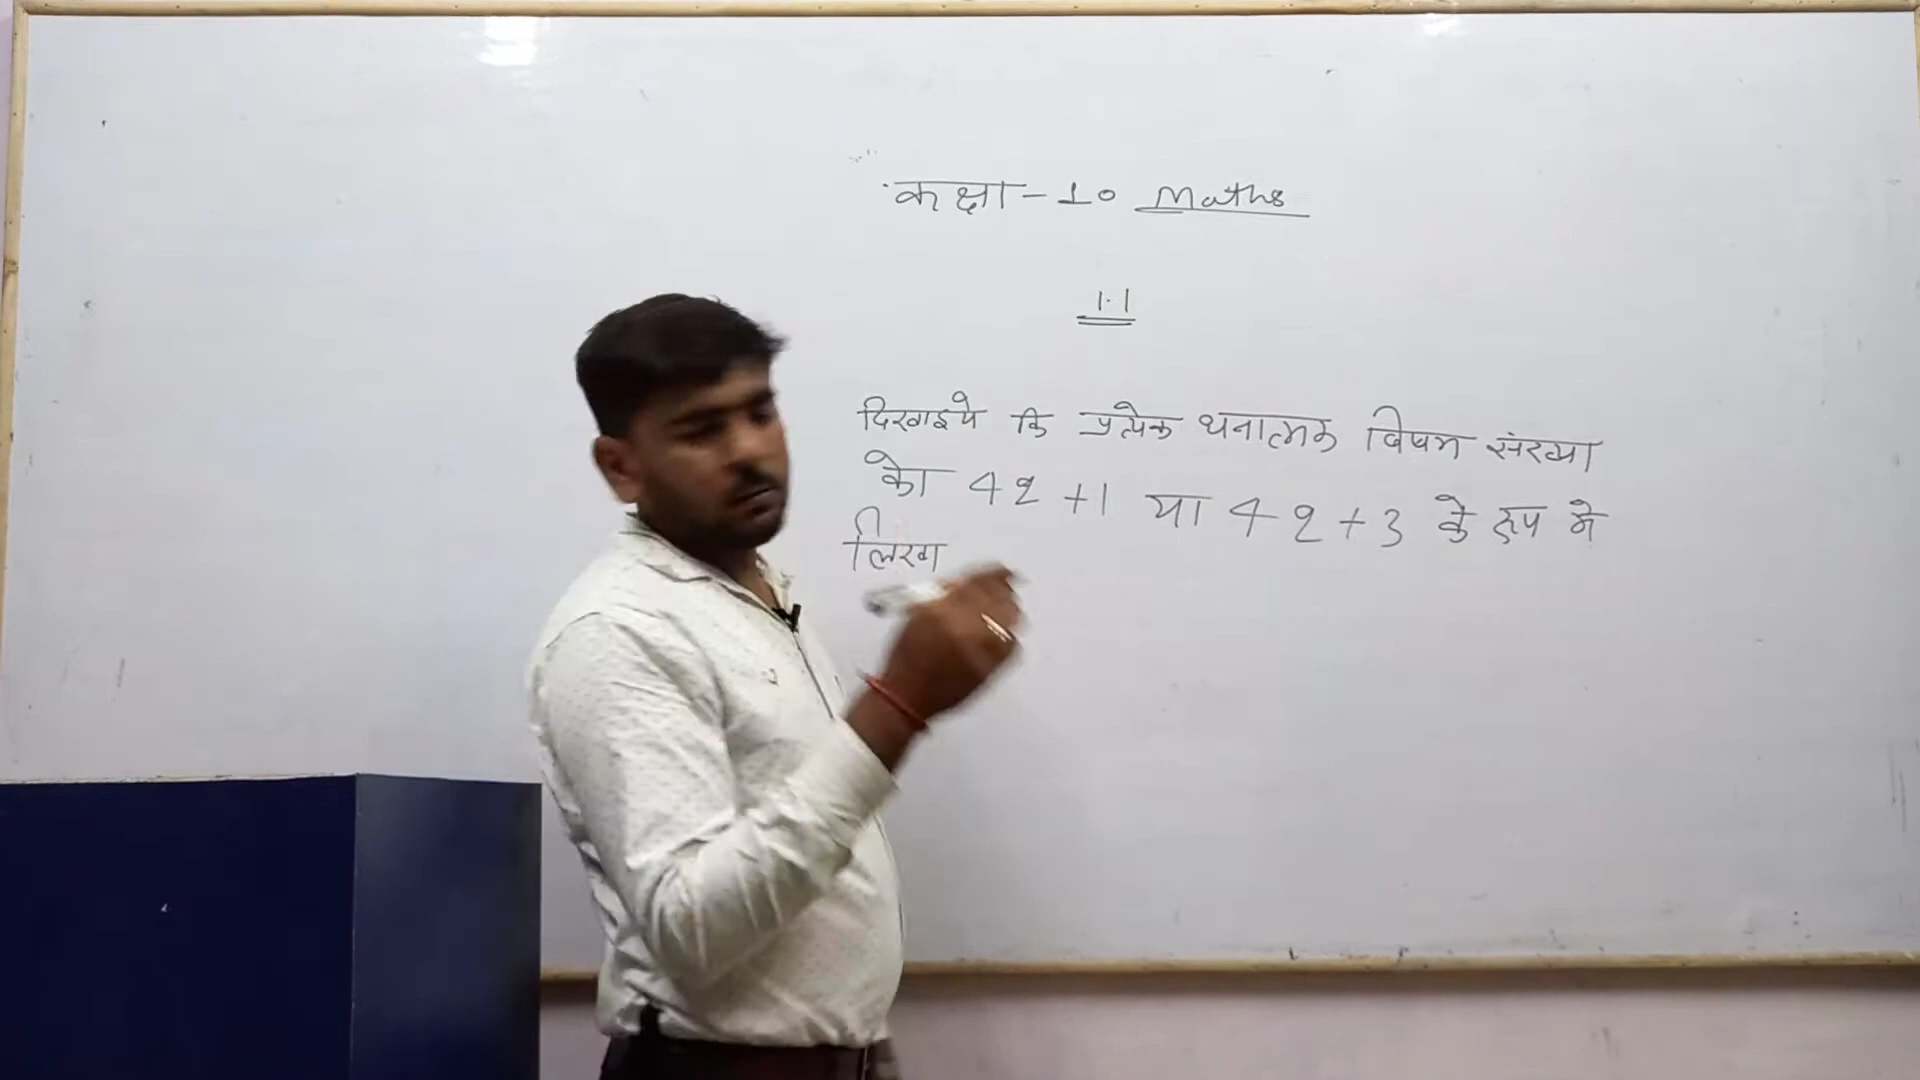 कक्षा-10 Maths
1.1
दिखाइये कि प्रत्येक धनात्मक विषम संख्या
को 4q+1 या 4q+3 के रूप मे
लिख